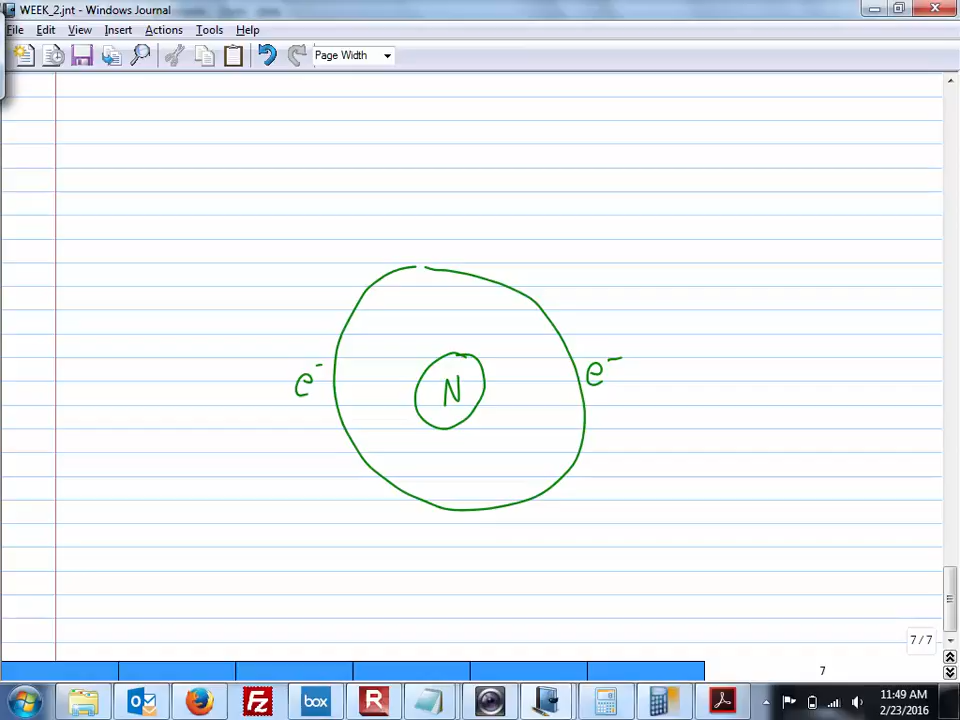 WEEK_2.jnt - Windows Journal
File Edit View Insert Actions Tools Help
Page Width
e⁻ N e⁻
7 / 7
7
box
R
11:49 AM
2/23/2016